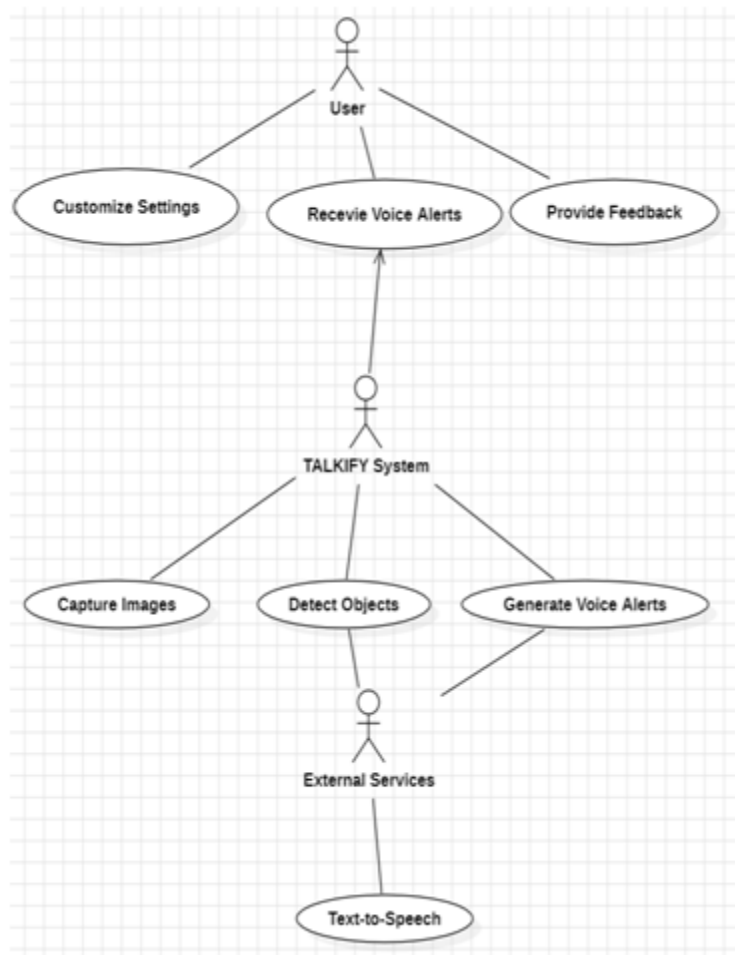 User
Customize Settings
Recevie Voice Alerts
Provide Feedback
TALKIFY System
Capture Images
Detect Objects
Generate Voice Alerts
External Services
Text-to-Speech